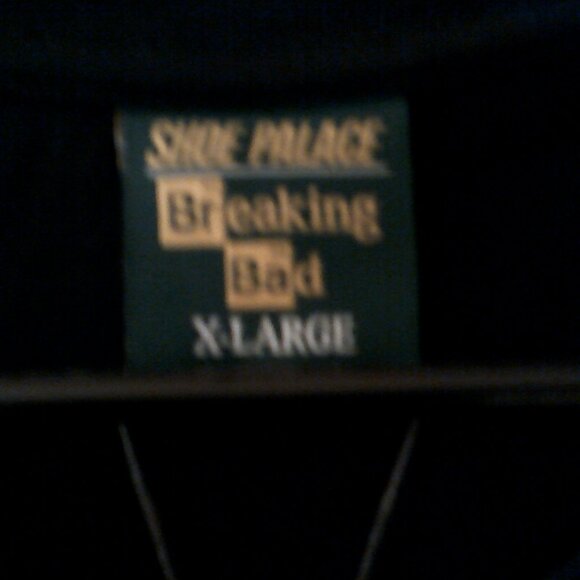 SHOE PALACE
Breaking
Bad
X-LARGE